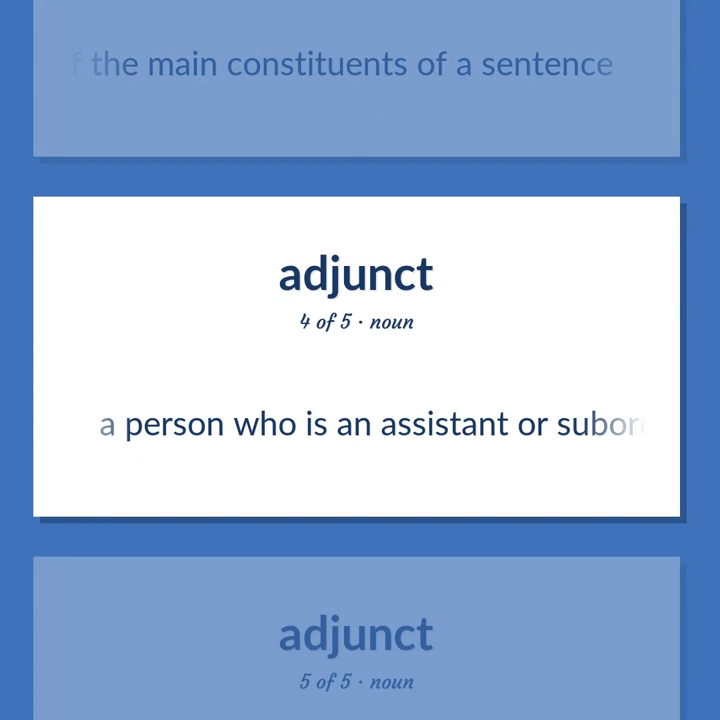 the main constituents of a sentence
adjunct
4 of 5 · noun
a person who is an assistant or
adjunct
5 of 5 · noun